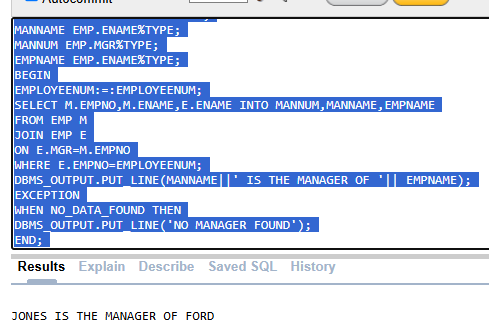 Autocommit
MANNAME EMP.ENAME%TYPE;
MANNUM EMP.MGR%TYPE;
EMPNAME EMP.ENAME%TYPE;
BEGIN
EMPLOYEENUM:=:EMPLOYEENUM;
SELECT M.EMPNO,M.ENAME,E.ENAME INTO MANNUM,MANNAME,EMPNAME
FROM EMP M
JOIN EMP E
ON E.MGR=M.EMPNO
WHERE E.EMPNO=EMPLOYEENUM;
DBMS_OUTPUT.PUT_LINE(MANNAME||' IS THE MANAGER OF '|| EMPNAME);
EXCEPTION
WHEN NO_DATA_FOUND THEN
DBMS_OUTPUT.PUT_LINE('NO MANAGER FOUND');
END;
Results Explain Describe Saved SQL History
JONES IS THE MANAGER OF FORD